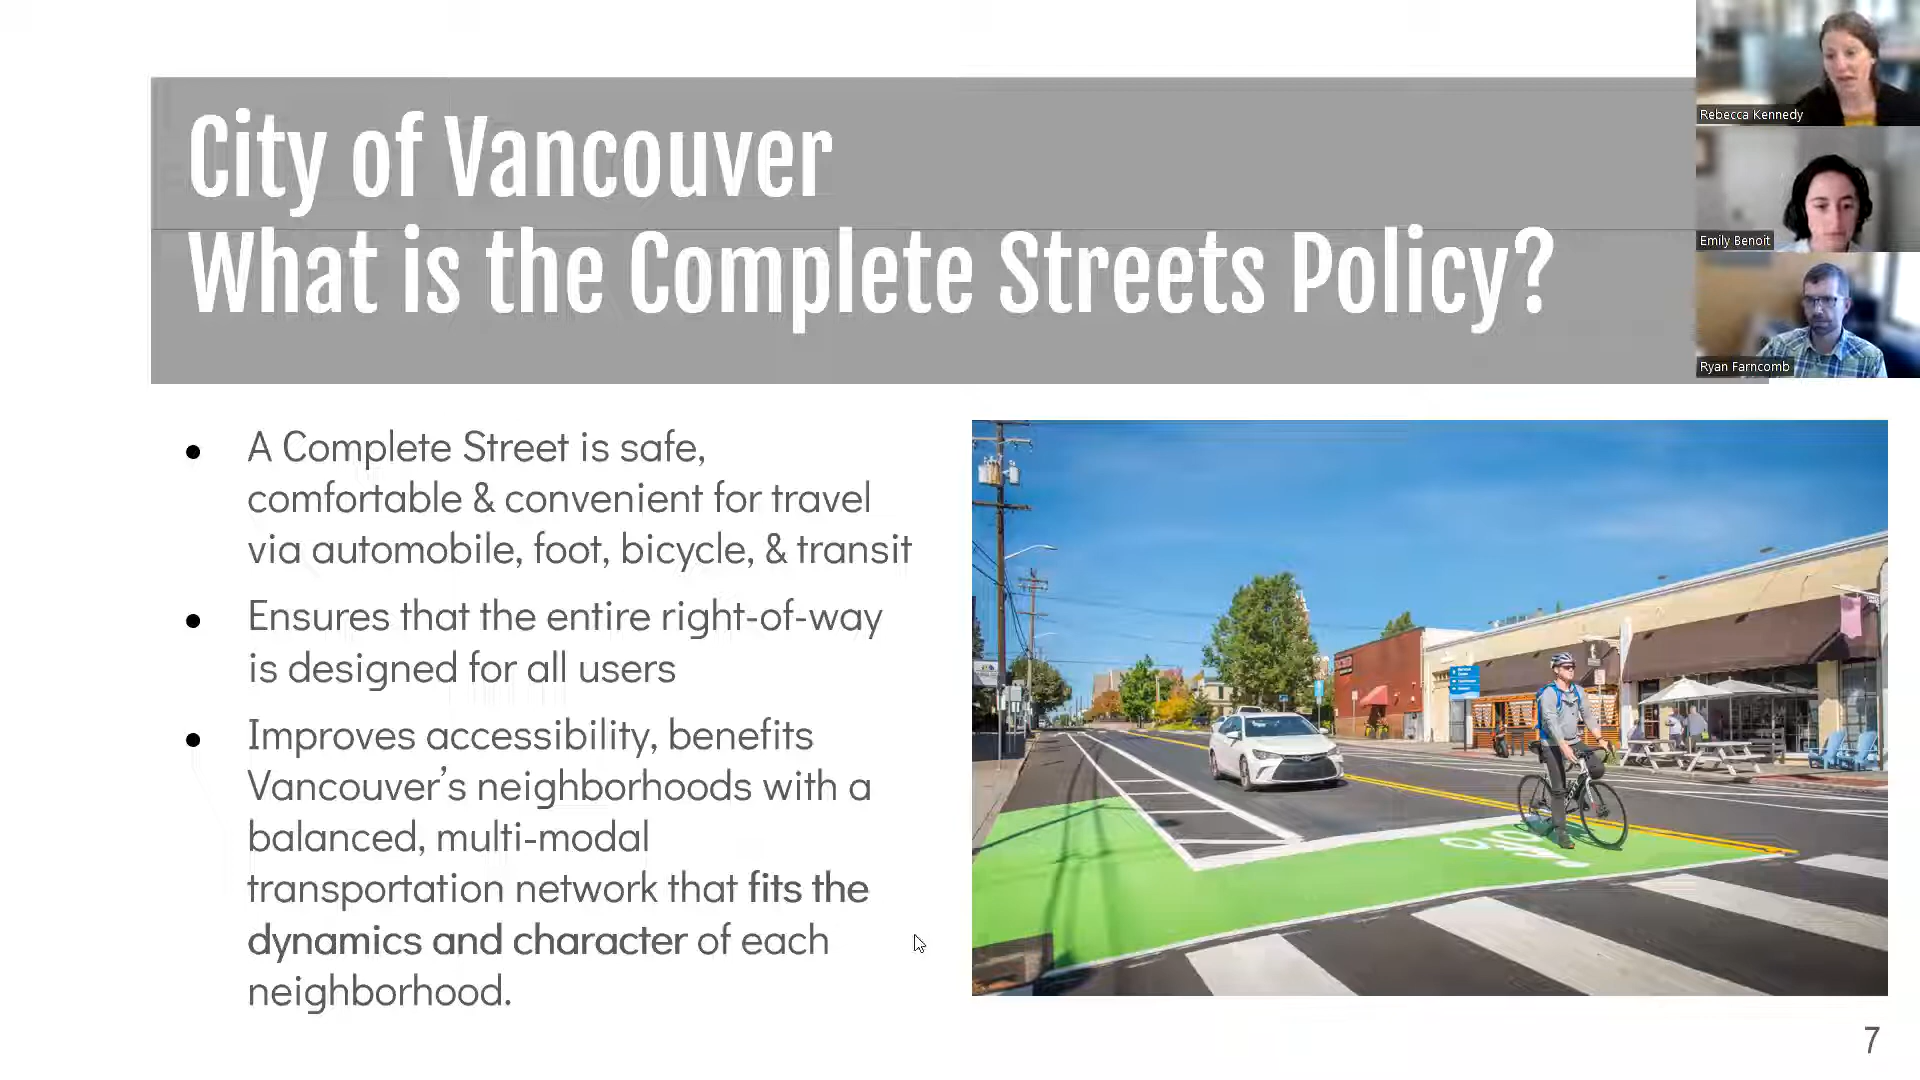 City of Vancouver
What is the Complete Streets Policy?
Rebecca Kennedy
Emily Benoit
Ryan Farncomb
● A Complete Street is safe,
comfortable & convenient for travel
via automobile, foot, bicycle, & transit
● Ensures that the entire right-of-way
is designed for all users
● Improves accessibility, benefits
Vancouver’s neighborhoods with a
balanced, multi-modal
transportation network that fits the
dynamics and character of each
neighborhood.
7